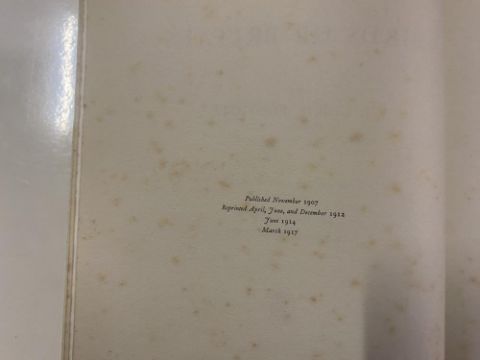 Published November 1907
Reprinted April, June, and December 1912
June 1914
March 1917